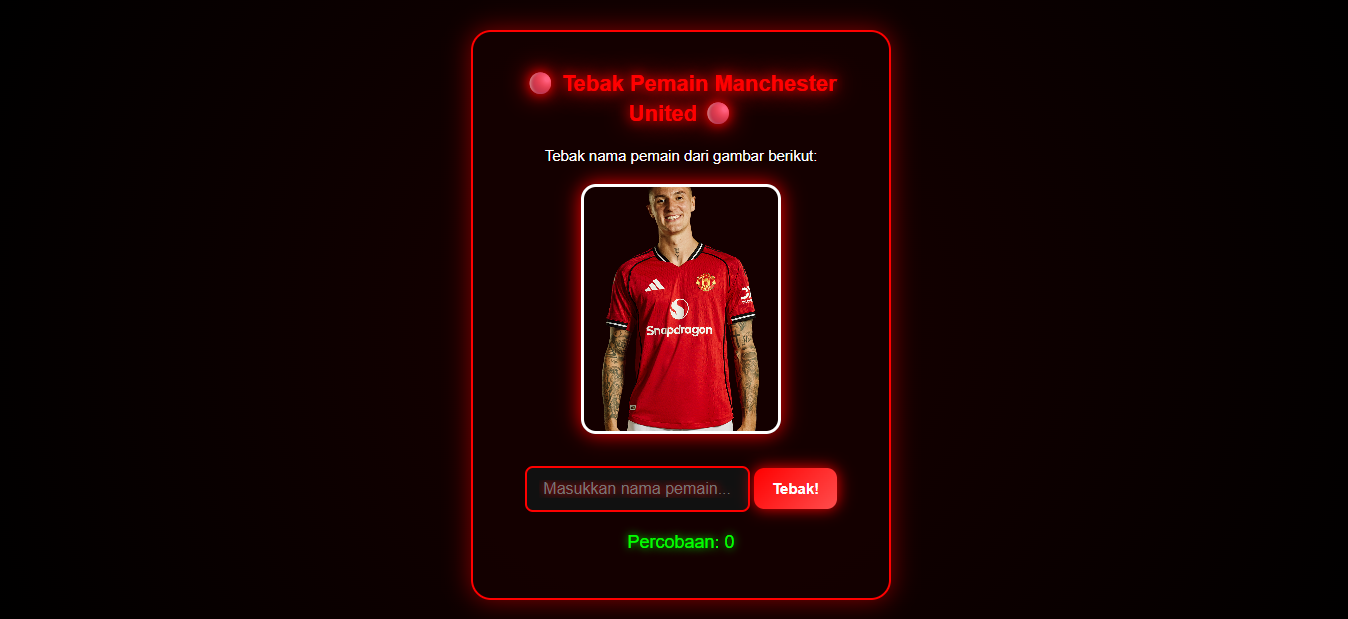 🔴 Tebak Pemain Manchester
United 🔴
Tebak nama pemain dari gambar berikut:
Snapdragon
Masukkan nama pemain...
Tebak!
Percobaan: 0